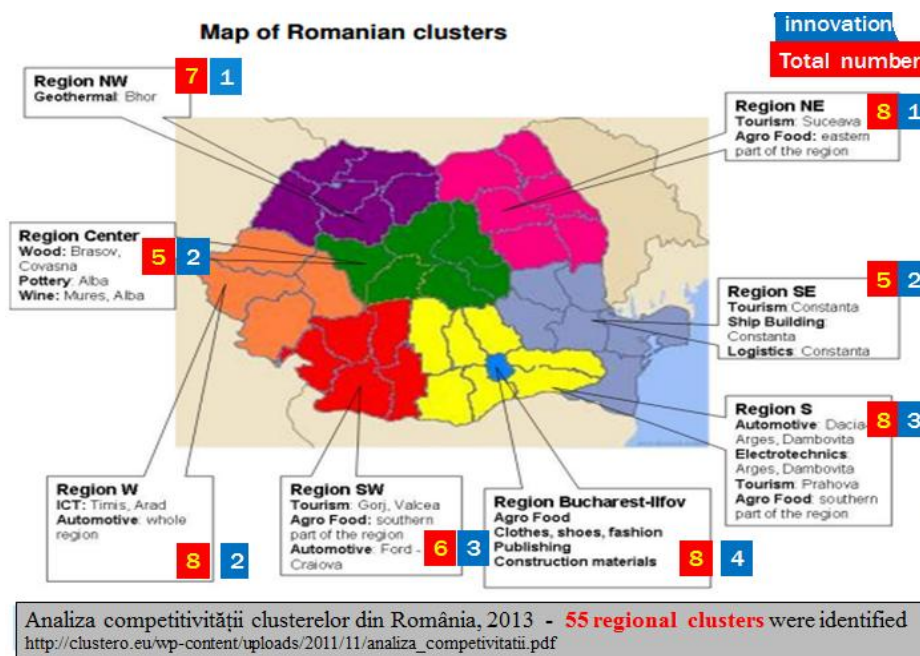 Map of Romanian clusters
innovation
Total number
Region NW
Geothermal: Bhor
7 1
Region NE
Tourism: Suceava
Agro Food: eastern
part of the region
8 1
Region Center
Wood: Brasov,
Covasna
Pottery: Alba
Wine: Mures, Alba
5 2
Region SE
Tourism:Constanta
Ship Building:
Constanta
Logistics: Constanta
5 2
Region S
Automotive: Dacia-
Arges, Dambovita
Electrotechnics:
Arges, Dambovita
Tourism: Prahova
Agro Food: southern
part of the region
8 3
Region W
ICT: Timis, Arad
Automotive: whole
region
8 2
Region SW
Tourism: Gorj, Valcea
Agro Food: southern
part of the region
Automotive: Ford -
Craiova
6 3
Region Bucharest-Ilfov
Agro Food
Clothes, shoes, fashion
Publishing
Construction materials
8 4
Analiza competitivității clusterelor din România, 2013 - 55 regional clusters were identified
http://clustero.eu/wp-content/uploads/2011/11/analiza_competivitatii.pdf